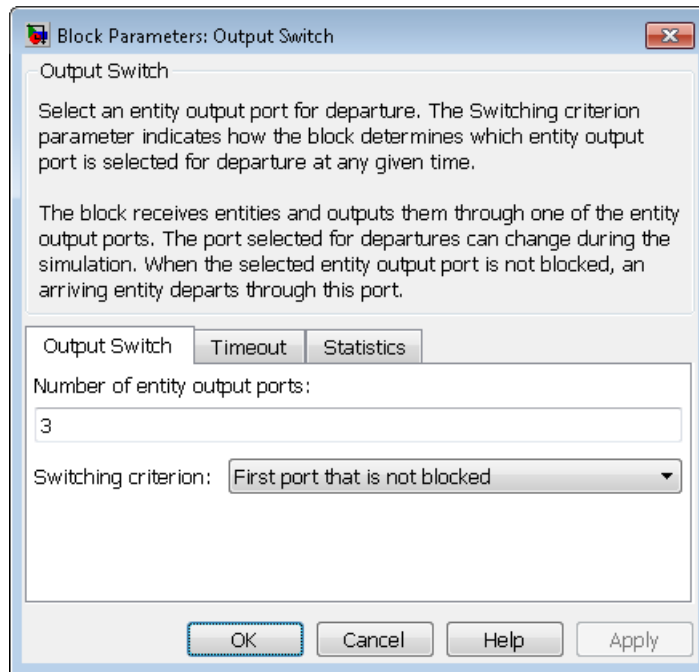 Block Parameters: Output Switch
Output Switch
Select an entity output port for departure. The Switching criterion
parameter indicates how the block determines which entity output
port is selected for departure at any given time.
The block receives entities and outputs them through one of the entity
output ports. The port selected for departures can change during the
simulation. When the selected entity output port is not blocked, an
arriving entity departs through this port.
Output Switch Timeout Statistics
Number of entity output ports:
3
Switching criterion: First port that is not blocked
OK Cancel Help Apply